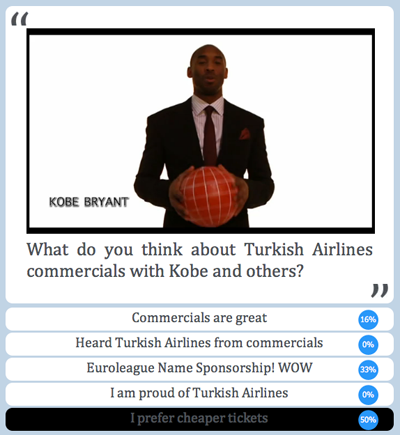 “
KOBE BRYANT
What do you think about Turkish Airlines
commercials with Kobe and others?
”
Commercials are great 16%
Heard Turkish Airlines from commercials 0%
Euroleague Name Sponsorship! WOW 33%
I am proud of Turkish Airlines 0%
I prefer cheaper tickets 50%